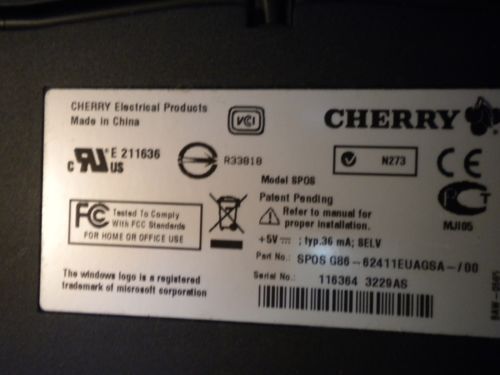 CHERRY Electrical Products
Made in China
VCI
CHERRY
c UL US E 211636
R33818
N273
CE
Model SPOS
Patent Pending
Refer to manual for
proper installation.
FC Tested To Comply
With FCC Standards
FOR HOME OR OFFICE USE
MJ105
+5V ⎓ ; typ.36 mA; SELV
Part No.: SPOS G86-62411EUAGSA-/00
The windows logo is a registered
trademark of microsoft corporation
Serial No.: 116364 3229AS